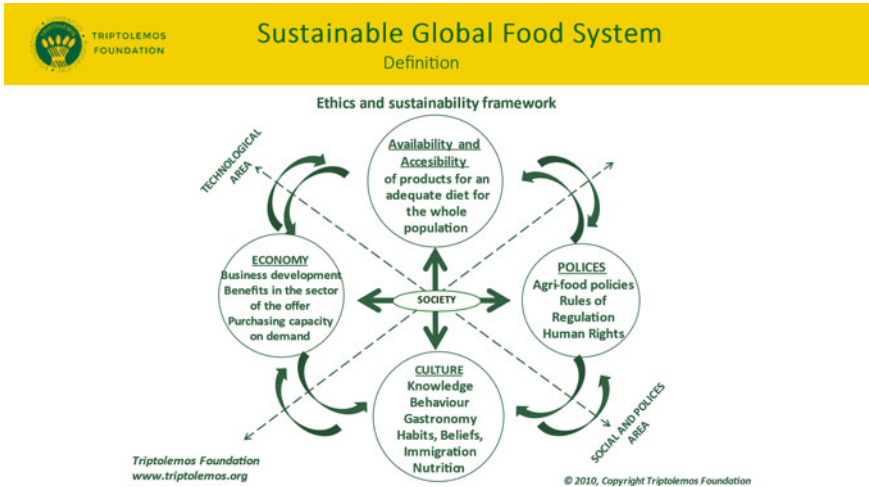 TRIPTOLEMOS
FOUNDATION
Sustainable Global Food System
Definition
Ethics and sustainability framework
TECHNOLOGICAL
AREA
Availability and
Accesibility
of products for an
adequate diet for
the whole
population
ECONOMY
Business development
Benefits in the sector
of the offer
Purchasing capacity
on demand
SOCIETY
POLICES
Agri-food policies
Rules of
Regulation
Human Rights
CULTURE
Knowledge
Behaviour
Gastronomy
Habits, Beliefs,
Immigration
Nutrition
SOCIAL AND POLICES
AREA
Triptolemos Foundation
www.triptolemos.org
© 2010, Copyright Triptolemos Foundation